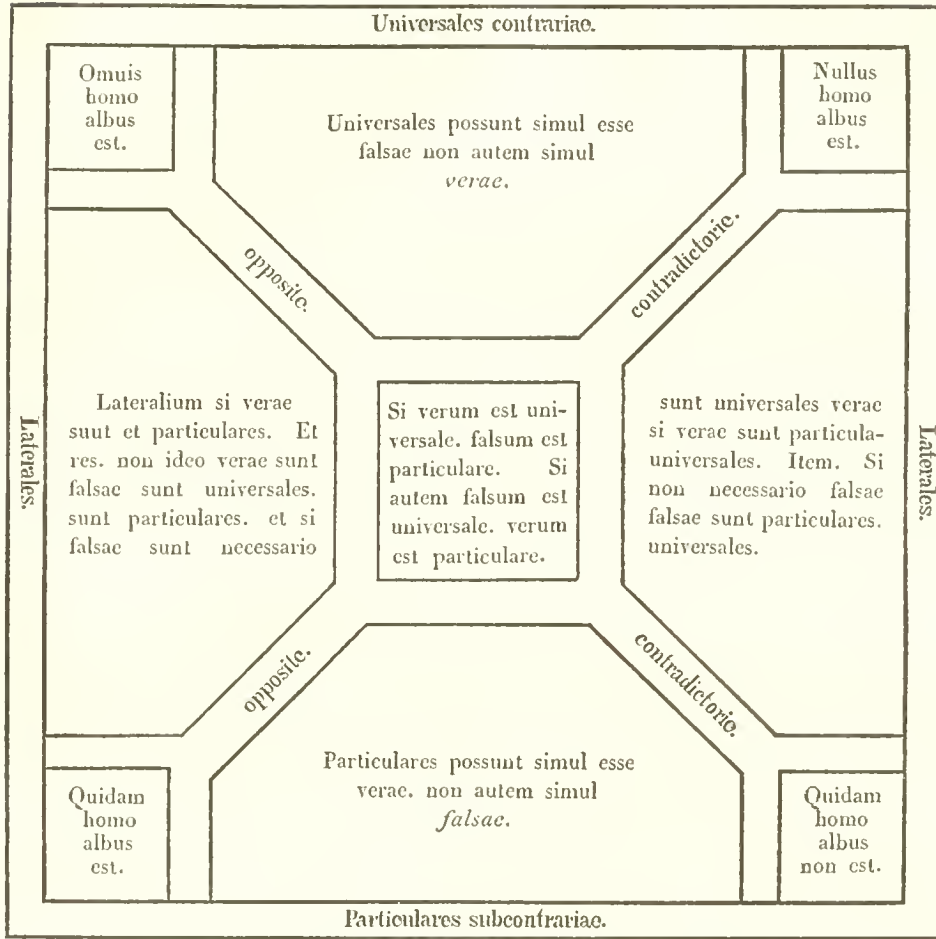 Universales contrariae.
Omuis
homo
albus
est.
Universales possunt simul esse
falsae non autem simul
verae.
Nullus
homo
albus
est.
opposite.
contradictorie.
Laterales.
Lateralium si verae
suut et particulares. Et
res. non ideo verae sunt
falsae sunt universales.
sunt particulares. et si
falsae sunt necessario
Si verum est uni-
versale. falsum est
particulare. Si
autem falsum est
universale. verum
est particulare.
sunt universales verae
si verae sunt particula-
universales. Item. Si
non necessario falsae
falsae sunt particulares.
universales.
Laterales.
opposite.
contradictorie.
Quidam
homo
albus
est.
Particulares possunt simul esse
verae. non autem simul
falsae.
Quidam
homo
albus
non est.
Particulares subcontrariae.